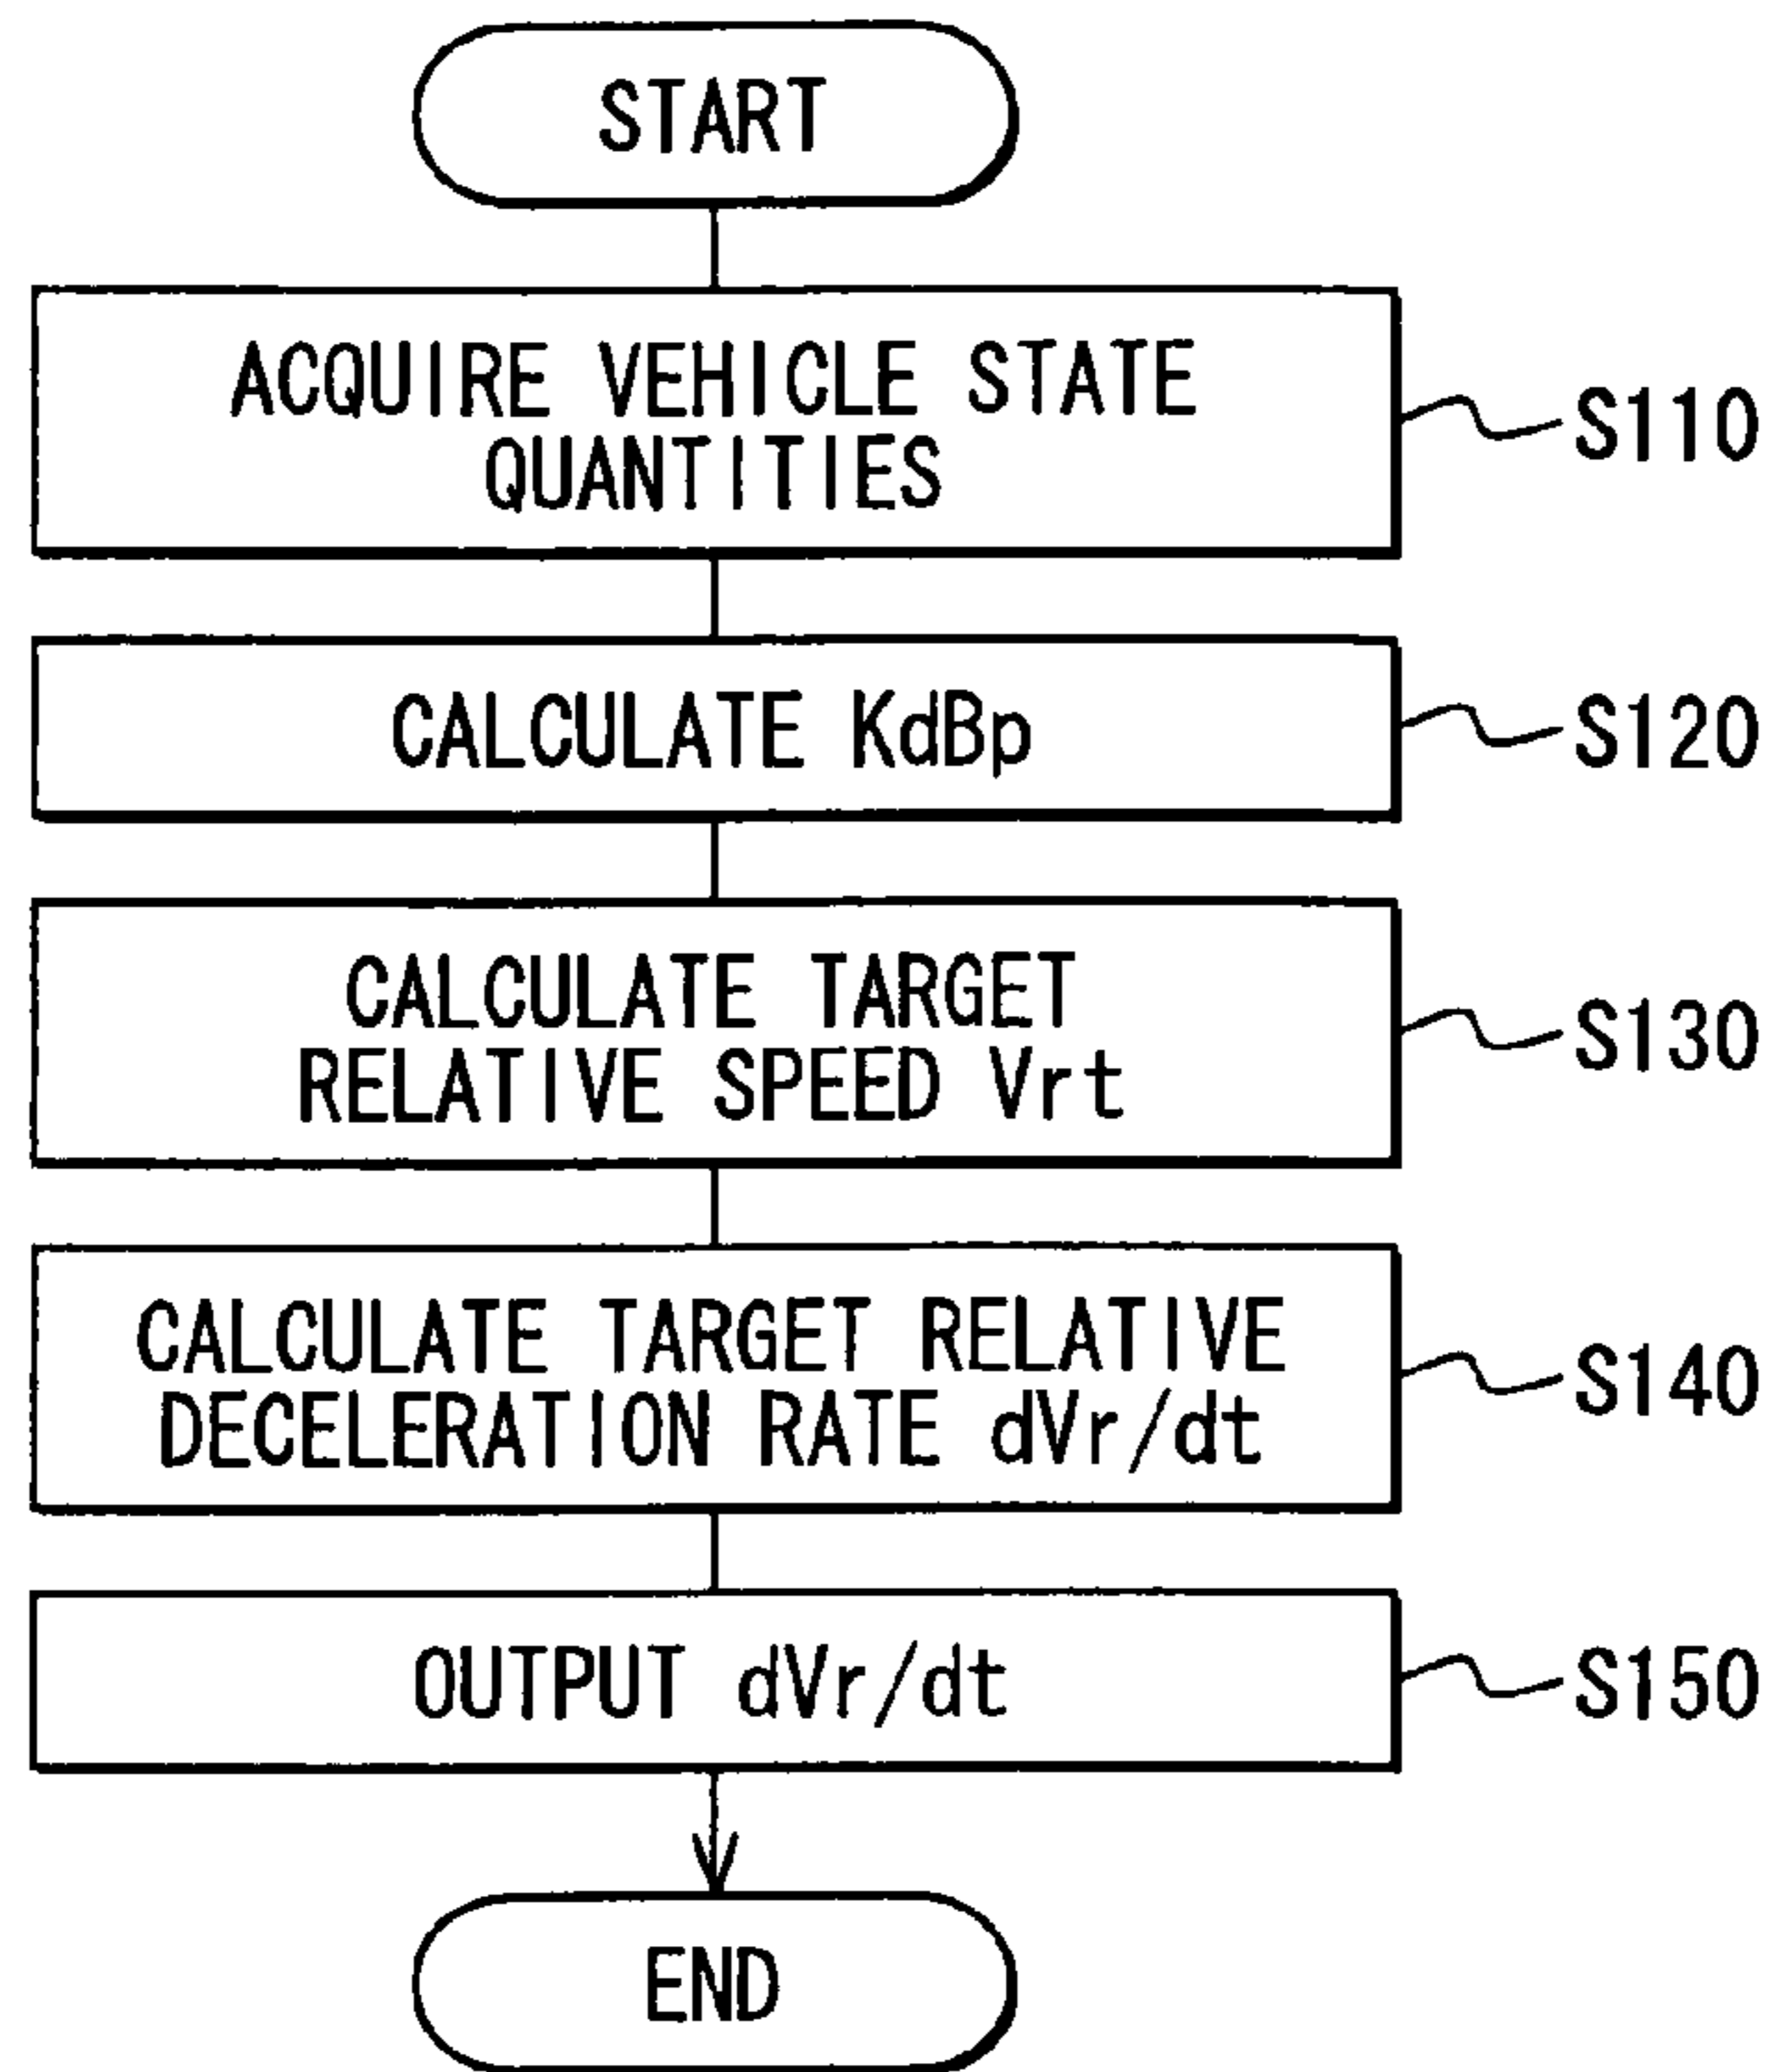 START
ACQUIRE VEHICLE STATE
QUANTITIES
S110
CALCULATE KdBp
S120
CALCULATE TARGET
RELATIVE SPEED Vrt
S130
CALCULATE TARGET RELATIVE
DECELERATION RATE dVr/dt
S140
OUTPUT dVr/dt
S150
END